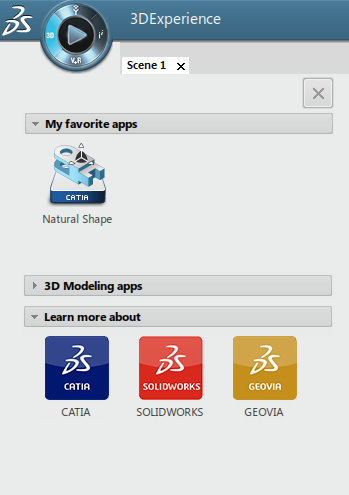 3DExperience
3D
V.R
Scene 1
My favorite apps
CATIA
Natural Shape
3D Modeling apps
Learn more about
CATIA SOLIDWORKS GEOVIA
CATIA SOLIDWORKS GEOVIA